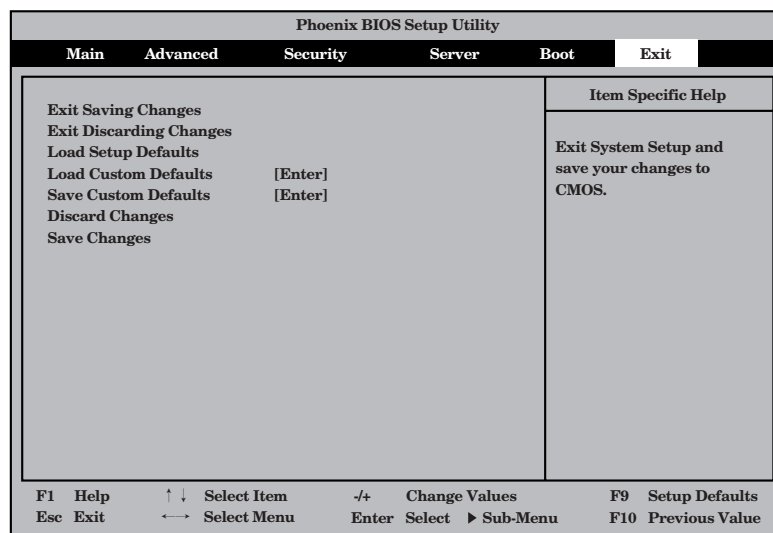 Phoenix BIOS Setup Utility
Main Advanced Security Server Boot Exit
Item Specific Help
Exit Saving Changes
Exit Discarding Changes
Load Setup Defaults
Load Custom Defaults [Enter]
Save Custom Defaults [Enter]
Discard Changes
Save Changes
Exit System Setup and
save your changes to
CMOS.
F1 Help ↑ ↓ Select Item -/+ Change Values F9 Setup Defaults
Esc Exit ←→ Select Menu Enter Select ▶ Sub-Menu F10 Previous Value